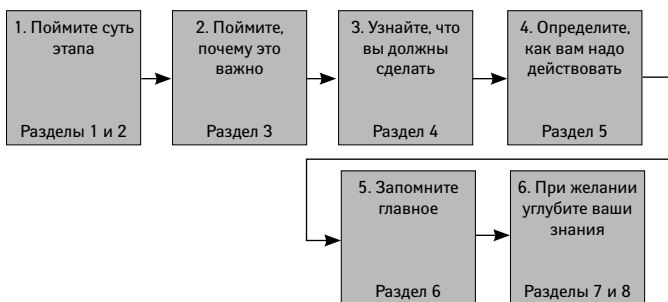 1. Поймите суть
этапа
Разделы 1 и 2
2. Поймите,
почему это
важно
Раздел 3
3. Узнайте, что
вы должны
сделать
Раздел 4
4. Определите,
как вам надо
действовать
Раздел 5
5. Запомните
главное
Раздел 6
6. При желании
углубите ваши
знания
Разделы 7 и 8